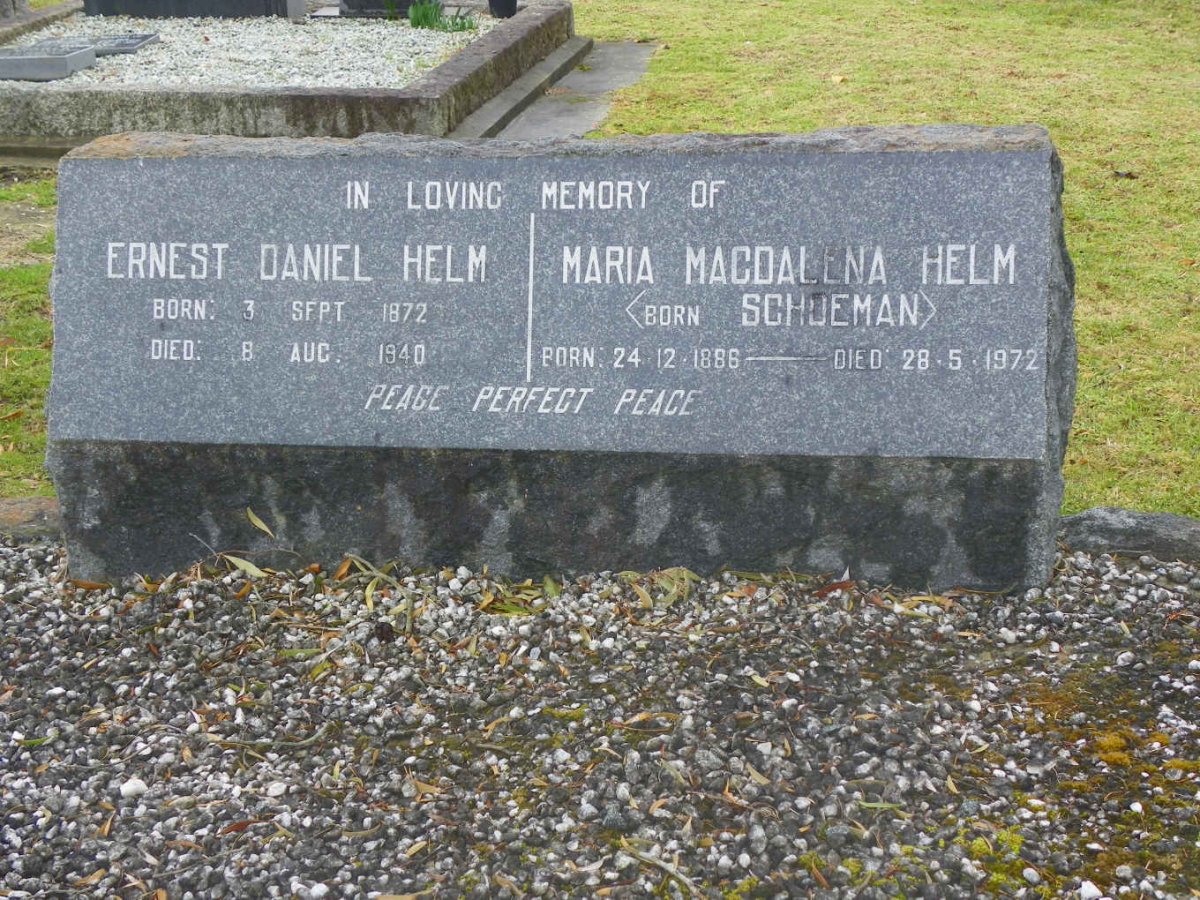 IN LOVING MEMORY OF
ERNEST DANIEL HELM
BORN: 3 SEPT 1872
DIED: 8 AUG. 1940
MARIA MAGDALENA HELM
<BORN SCHOEMAN>
BORN: 24·12·1886 — DIED: 28·5·1972
PEACE PERFECT PEACE